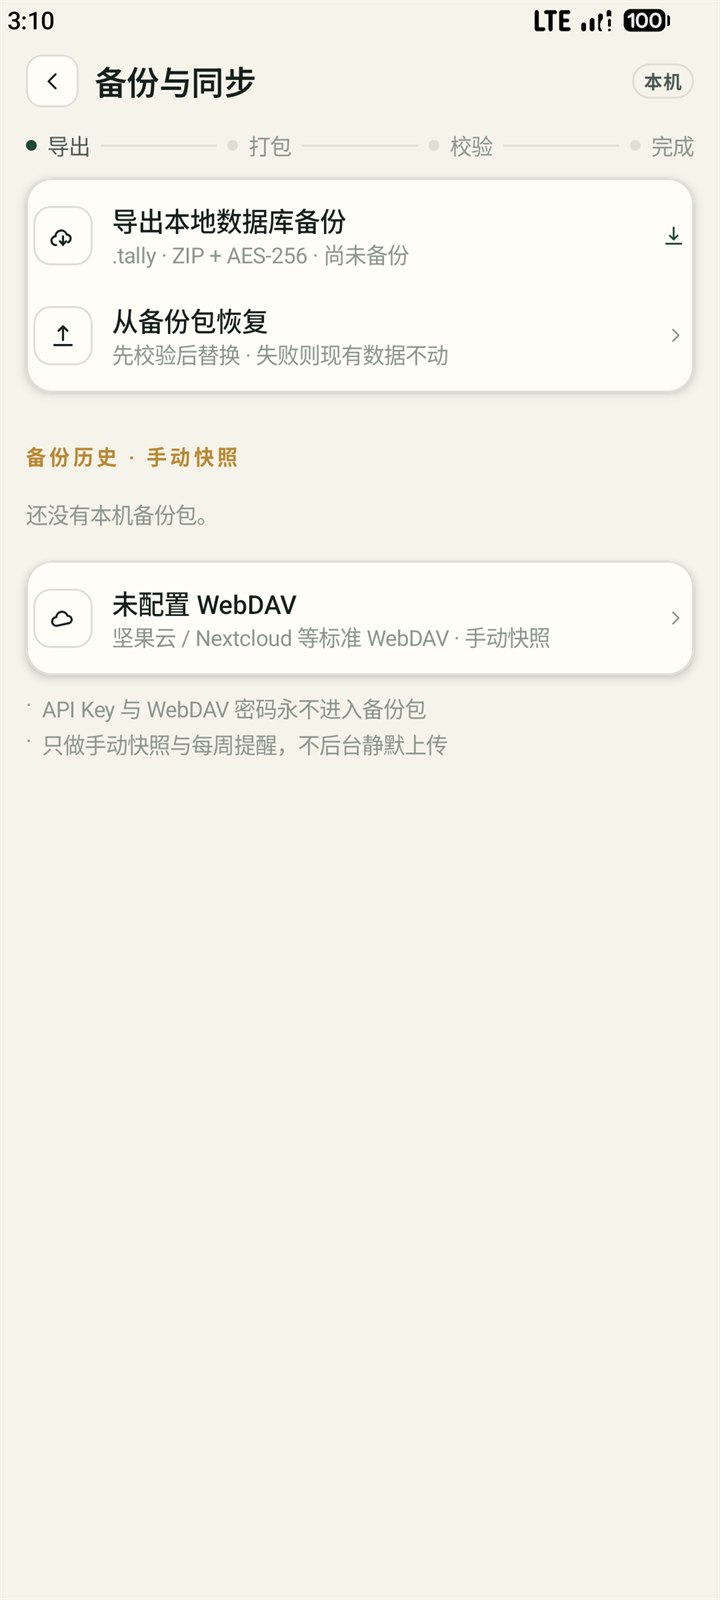 3:10
LTE 100
备份与同步
本机
导出 打包 校验 完成
导出本地数据库备份
.tally · ZIP + AES-256 · 尚未备份
从备份包恢复
先校验后替换 · 失败则现有数据不动
备份历史 · 手动快照
还没有本机备份包。
未配置 WebDAV
坚果云 / Nextcloud 等标准 WebDAV · 手动快照
· API Key 与 WebDAV 密码永不进入备份包
· 只做手动快照与每周提醒，不后台静默上传